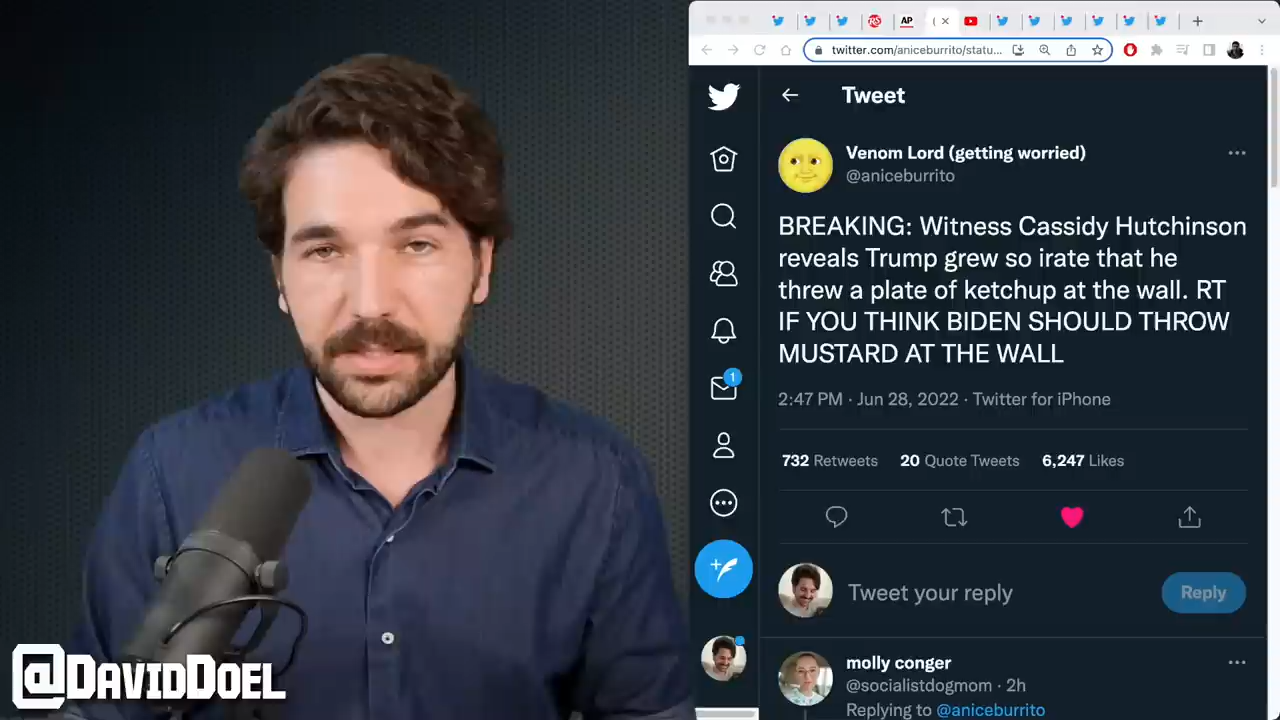 AP
twitter.com/aniceburrito/statu...
Tweet
Venom Lord (getting worried)
@aniceburrito
BREAKING: Witness Cassidy Hutchinson
reveals Trump grew so irate that he
threw a plate of ketchup at the wall. RT
IF YOU THINK BIDEN SHOULD THROW
MUSTARD AT THE WALL
2:47 PM · Jun 28, 2022 · Twitter for iPhone
732 Retweets 20 Quote Tweets 6,247 Likes
1
Tweet your reply
Reply
molly conger
@socialistdogmom · 2h
Replying to @aniceburrito
@DAVIDDOEL